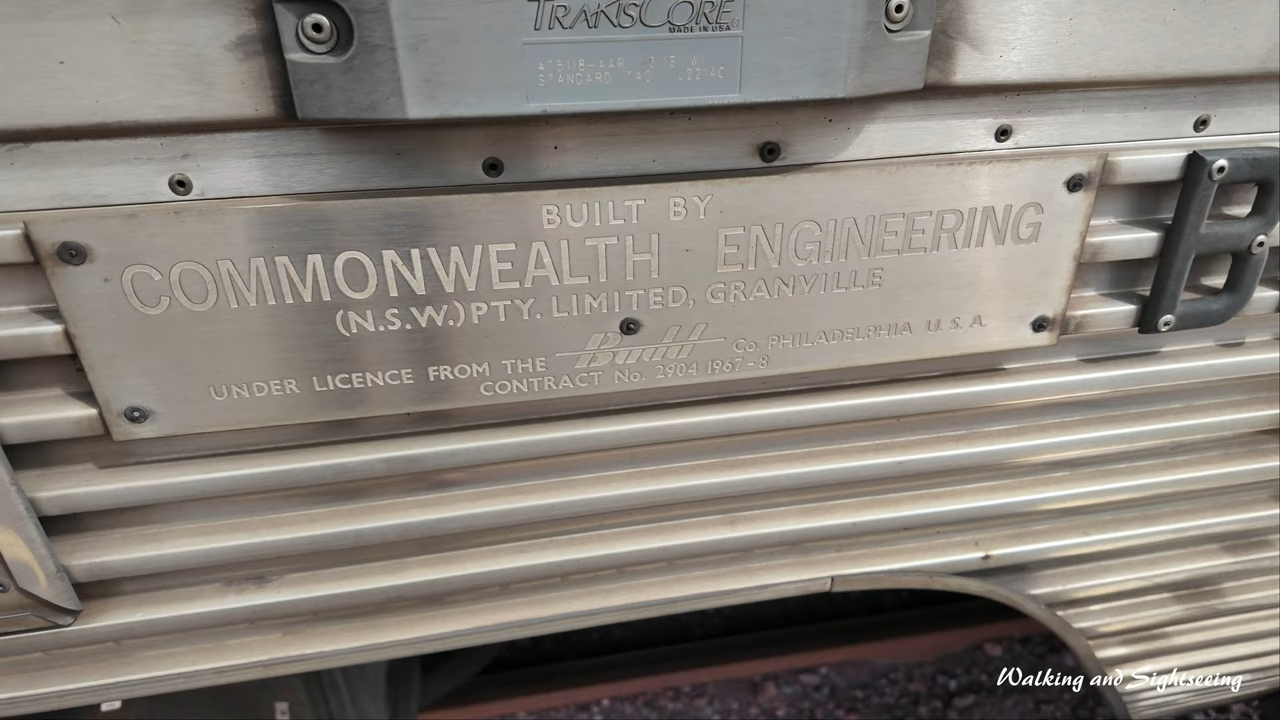 TRANSCORE®
MADE IN USA
STANDARD
BUILT BY
COMMONWEALTH ENGINEERING
(N.S.W.) PTY. LIMITED, GRANVILLE
UNDER LICENCE FROM THE Budd Co. PHILADELPHIA U.S.A.
CONTRACT No. 2904 1967-8
B
Walking and Sightseeing